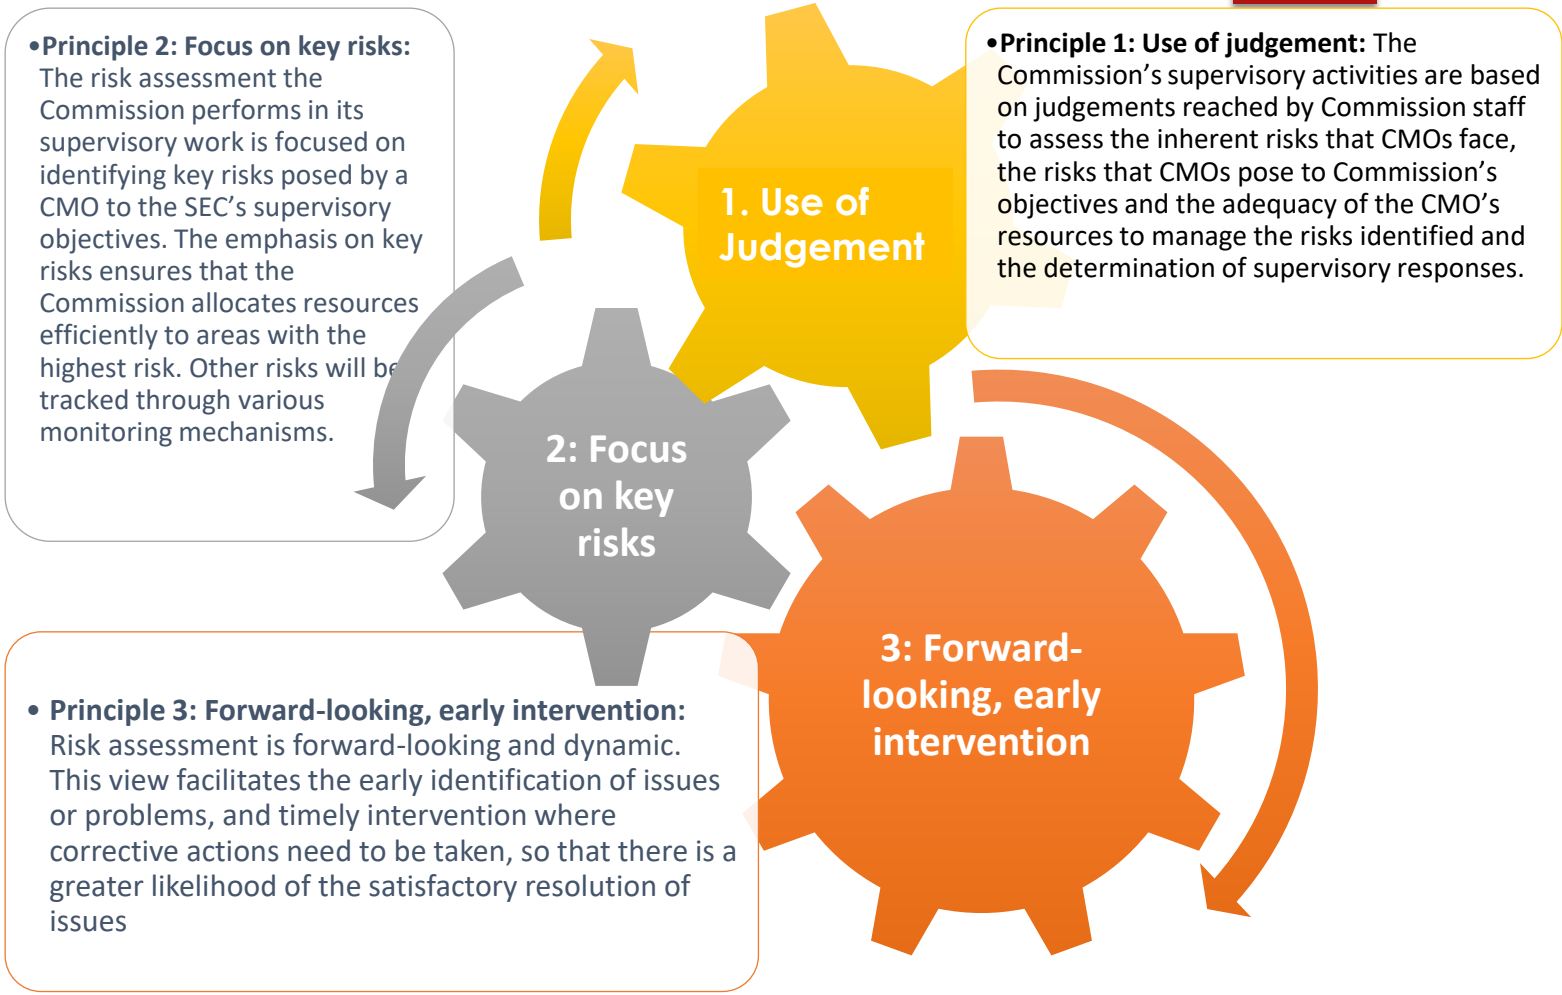 •Principle 2: Focus on key risks:
The risk assessment the
Commission performs in its
supervisory work is focused on
identifying key risks posed by a
CMO to the SEC’s supervisory
objectives. The emphasis on key
risks ensures that the
Commission allocates resources
efficiently to areas with the
highest risk. Other risks will be
tracked through various
monitoring mechanisms.
1. Use of
Judgement
•Principle 1: Use of judgement: The
Commission’s supervisory activities are based
on judgements reached by Commission staff
to assess the inherent risks that CMOs face,
the risks that CMOs pose to Commission’s
objectives and the adequacy of the CMO’s
resources to manage the risks identified and
the determination of supervisory responses.
2: Focus
on key
risks
3: Forward-
looking, early
intervention
• Principle 3: Forward-looking, early intervention:
Risk assessment is forward-looking and dynamic.
This view facilitates the early identification of issues
or problems, and timely intervention where
corrective actions need to be taken, so that there is a
greater likelihood of the satisfactory resolution of
issues